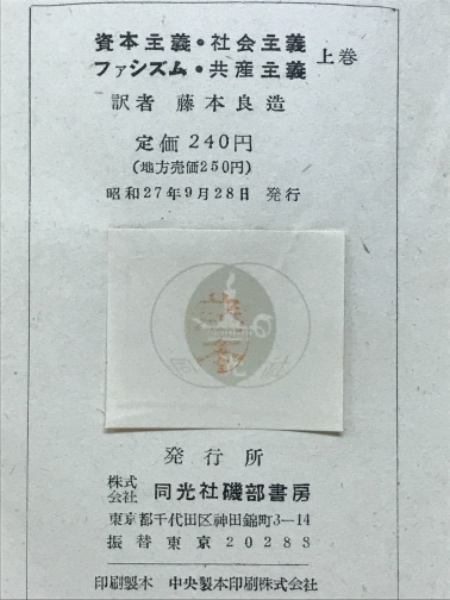 資本主義・社会主義
ファシズム・共産主義 上巻
訳者 藤本良造
定価 240円
(地方売価250円)
昭和27年9月28日 発行
発行所
株式会社 同光社磯部書房
東京都千代田区神田錦町3—14
振替東京20288
印刷製本 中央製本印刷株式会社